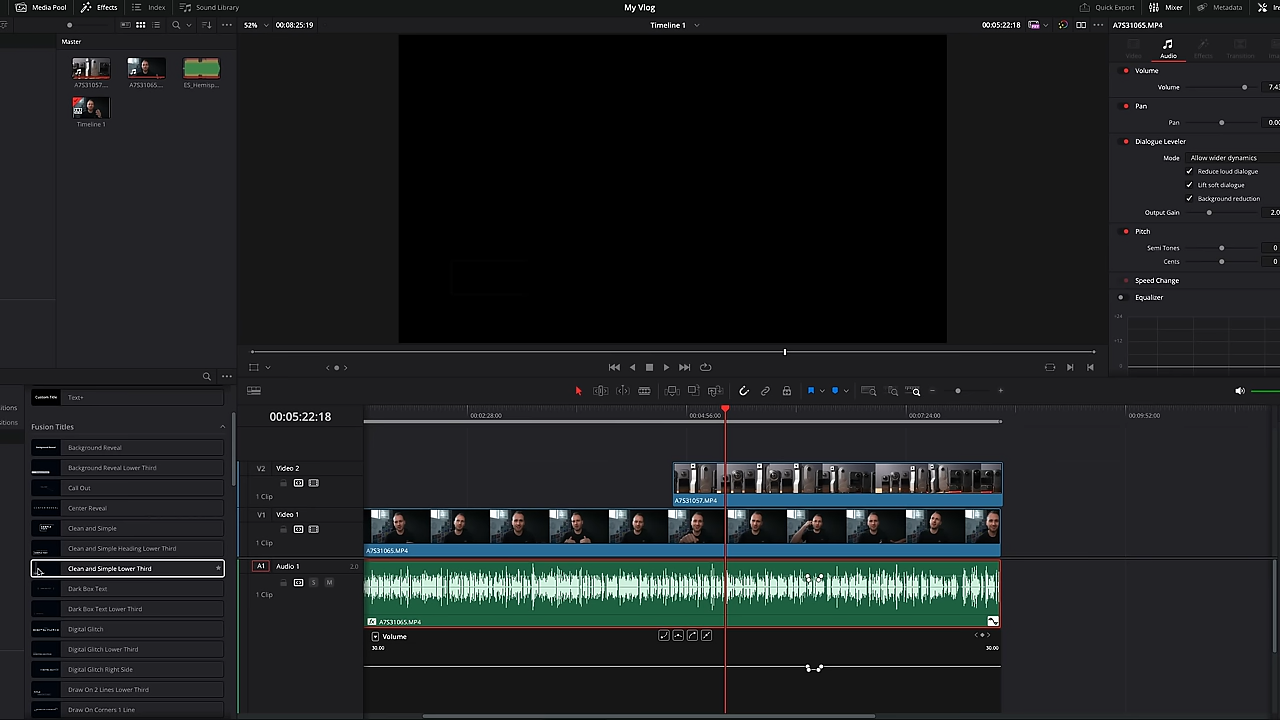 Media Pool
Effects
Index
Sound Library
My Vlog
Quick Export
Mixer
Metadata
52%
00:08:25:19
Timeline 1
00:05:22:18
A7S31065.MP4
Master
A7S31057....
A7S31065....
ES_Hemisp...
Timeline 1
Audio
Effects
Transition
Volume
Volume
Pan
Pan
Dialogue Leveler
Mode
Allow wider dynamics
Reduce loud dialogue
Lift soft dialogue
Background reduction
Output Gain
Pitch
Semi Tones
0
Cents
0
Speed Change
Equalizer
Custom Title
Text+
Fusion Titles
Background Reveal
Background Reveal Lower Third
Call Out
Center Reveal
Clean and Simple
Clean and Simple Heading Lower Third
Clean and Simple Lower Third
Dark Box Text
Dark Box Text Lower Third
Digital Glitch
Digital Glitch Lower Third
Digital Glitch Right Side
Draw On 2 Lines Lower Third
Draw On Corners 1 Line
00:05:22:18
00:02:28:00
00:04:56:00
00:07:24:00
00:09:52:00
V2
Video 2
1 Clip
A7S31057.MP4
V1
Video 1
1 Clip
A7S31065.MP4
A1
Audio 1
2.0
S
M
1 Clip
fx
A7S31065.MP4
Volume
30.00
30.00